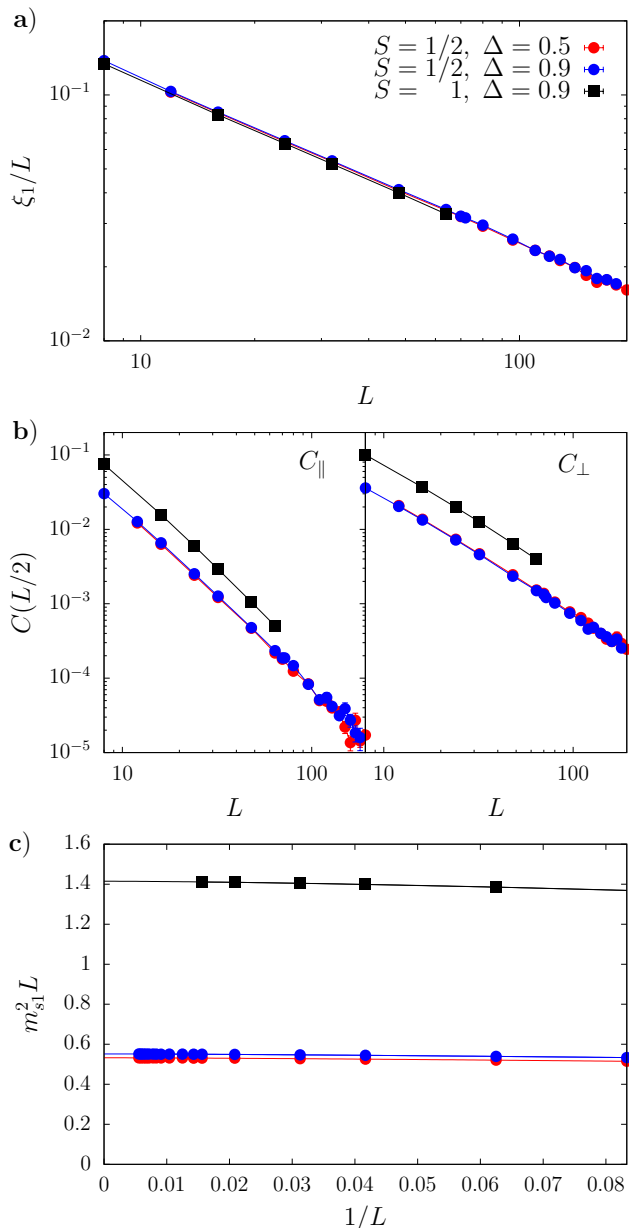 a)
S = 1/2, Δ = 0.5
S = 1/2, Δ = 0.9
S = 1, Δ = 0.9
10⁻¹
10⁻²
ξ₁/L
10 100
L
b)
C∥ C⊥
10⁻¹
10⁻²
10⁻³
10⁻⁴
10⁻⁵
C(L/2)
10 100 10 100
L L
c)
1.6
1.4
1.2
1
0.8
0.6
0.4
0.2
0
m²ₛ₁L
0 0.01 0.02 0.03 0.04 0.05 0.06 0.07 0.08
1/L